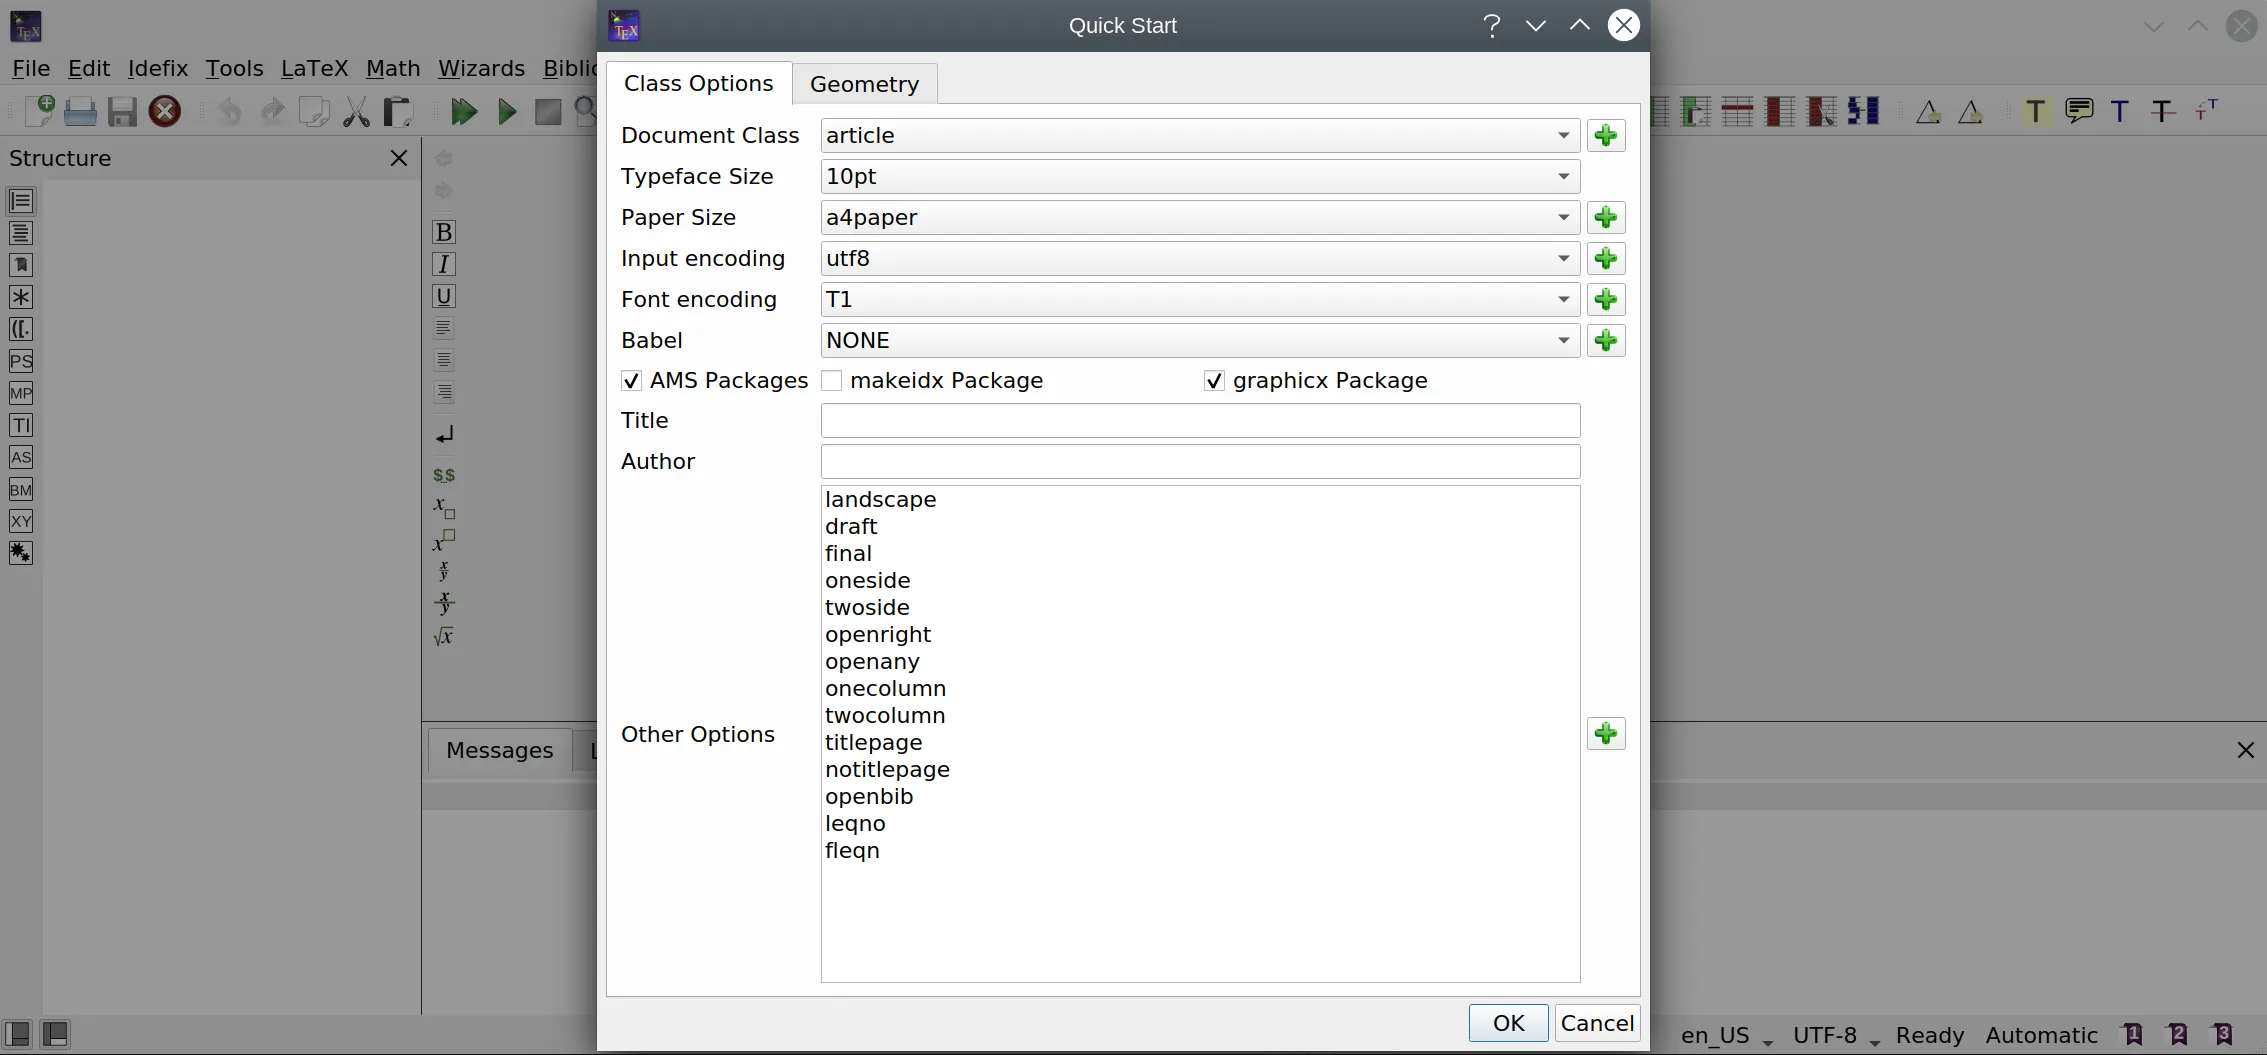 Quick Start
File Edit Idefix Tools LaTeX Math Wizards
Class Options Geometry
Structure
Document Class article
Typeface Size 10pt
Paper Size a4paper
Input encoding utf8
Font encoding T1
Babel NONE
AMS Packages makeidx Package graphicx Package
Title
Author
landscape
draft
final
oneside
twoside
openright
openany
onecolumn
twocolumn
titlepage
notitlepage
openbib
leqno
fleqn
Other Options
PS
MP
TI
AS
BM
XY
B
I
U
$$
Messages
OK Cancel
en_US UTF-8 Ready Automatic 1 2 3